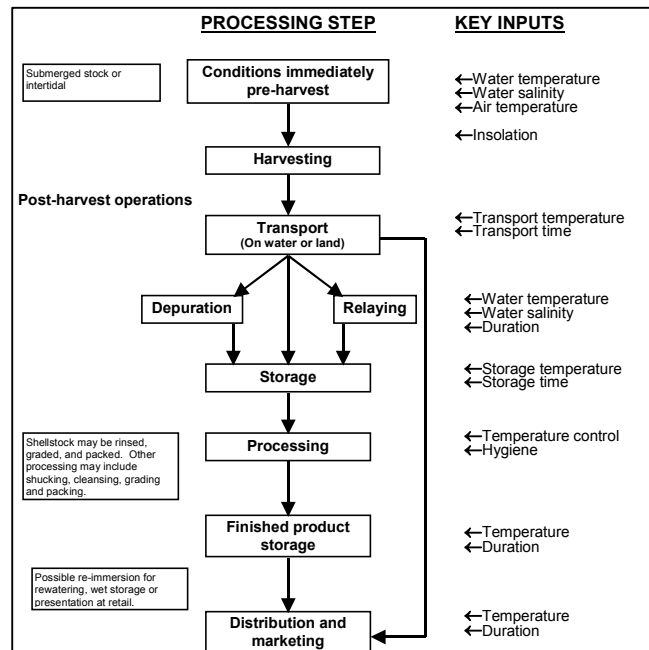 PROCESSING STEP
KEY INPUTS
Submerged stock or
intertidal
Conditions immediately
pre-harvest
←Water temperature
←Water salinity
←Air temperature
←Insolation
Harvesting
Post-harvest operations
Transport
(On water or land)
←Transport temperature
←Transport time
Depuration
Relaying
←Water temperature
←Water salinity
←Duration
Storage
←Storage temperature
←Storage time
Shellstock may be rinsed,
graded, and packed. Other
processing may include
shucking, cleansing, grading
and packing.
Processing
←Temperature control
←Hygiene
Finished product
storage
←Temperature
←Duration
Possible re-immersion for
rewatering, wet storage or
presentation at retail.
Distribution and
marketing
←Temperature
←Duration